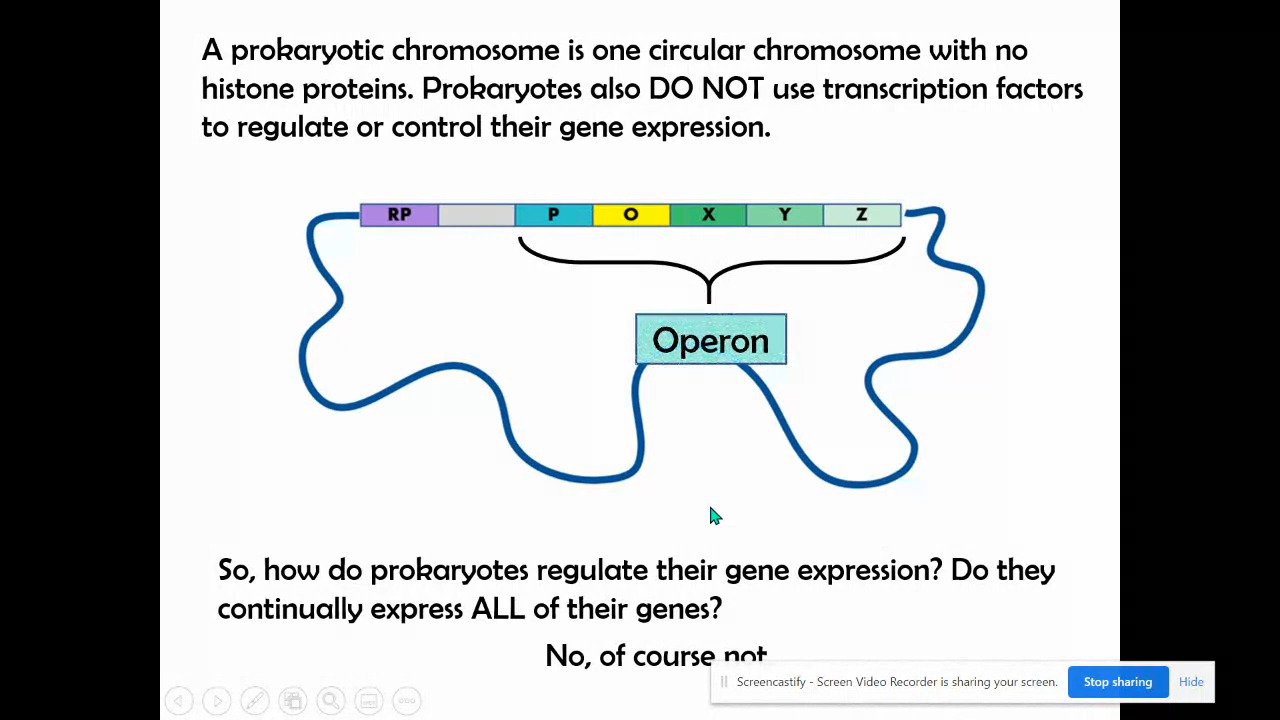 A prokaryotic chromosome is one circular chromosome with no
histone proteins. Prokaryotes also DO NOT use transcription factors
to regulate or control their gene expression.
RP P O X Y Z
Operon
So, how do prokaryotes regulate their gene expression? Do they
continually express ALL of their genes?
No, of course not
Screencastify - Screen Video Recorder is sharing your screen. Stop sharing Hide